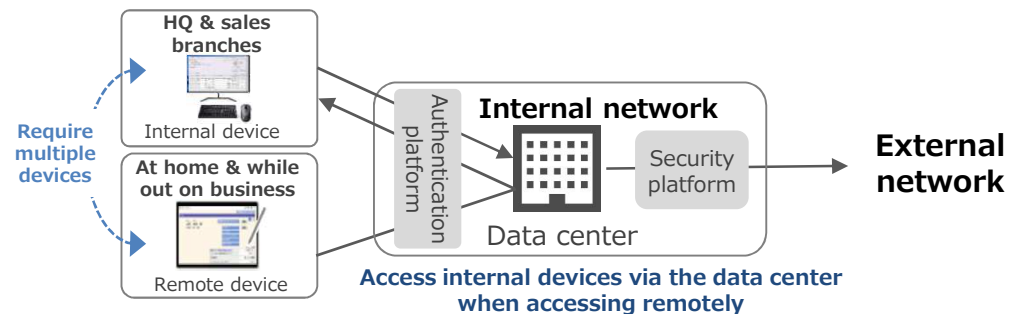 HQ & sales
branches
Internal device
Require
multiple
devices
At home & while
out on business
Remote device
Authentication
platform
Internal network
Data center
Security
platform
External
network
Access internal devices via the data center
when accessing remotely